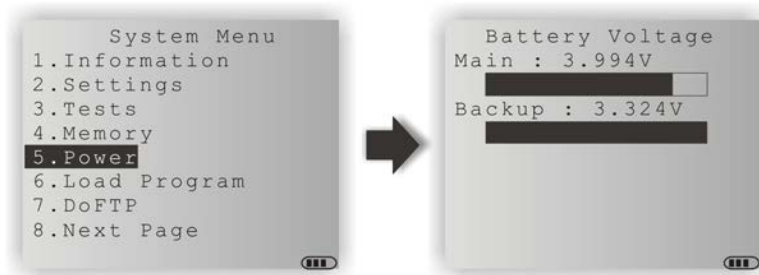 System Menu
1.Information
2.Settings
3.Tests
4.Memory
5.Power
6.Load Program
7.DoFTP
8.Next Page
Battery Voltage
Main : 3.994V
Backup : 3.324V